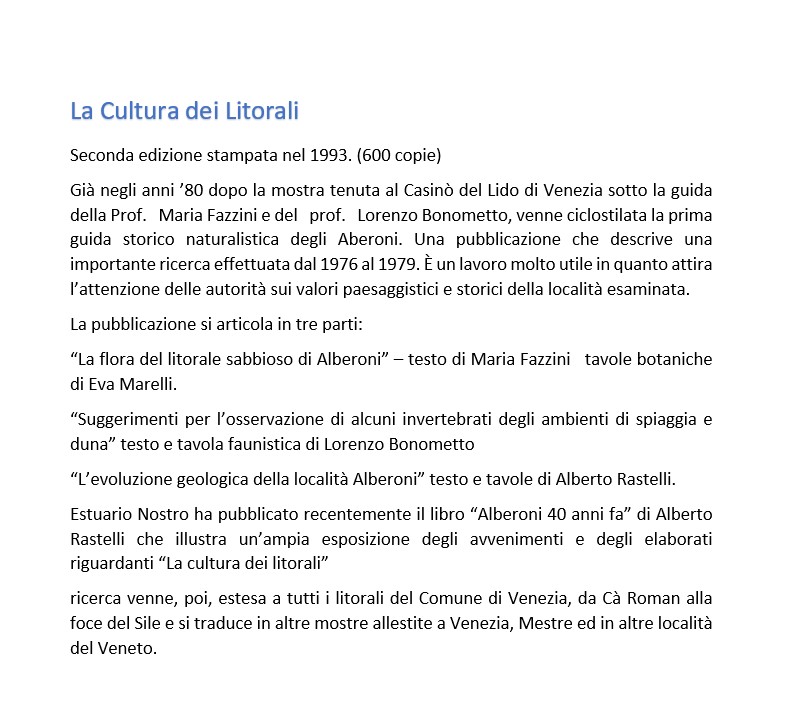 La Cultura dei Litorali
Seconda edizione stampata nel 1993. (600 copie)
Già negli anni ’80 dopo la mostra tenuta al Casinò del Lido di Venezia sotto la guida
della Prof. Maria Fazzini e del prof. Lorenzo Bonometto, venne ciclostilata la prima
guida storico naturalistica degli Aberoni. Una pubblicazione che descrive una
importante ricerca effettuata dal 1976 al 1979. È un lavoro molto utile in quanto attira
l’attenzione delle autorità sui valori paesaggistici e storici della località esaminata.
La pubblicazione si articola in tre parti:
“La flora del litorale sabbioso di Alberoni” – testo di Maria Fazzini tavole botaniche
di Eva Marelli.
“Suggerimenti per l’osservazione di alcuni invertebrati degli ambienti di spiaggia e
duna” testo e tavola faunistica di Lorenzo Bonometto
“L’evoluzione geologica della località Alberoni” testo e tavole di Alberto Rastelli.
Estuario Nostro ha pubblicato recentemente il libro “Alberoni 40 anni fa” di Alberto
Rastelli che illustra un’ampia esposizione degli avvenimenti e degli elaborati
riguardanti “La cultura dei litorali”
ricerca venne, poi, estesa a tutti i litorali del Comune di Venezia, da Cà Roman alla
foce del Sile e si traduce in altre mostre allestite a Venezia, Mestre ed in altre località
del Veneto.